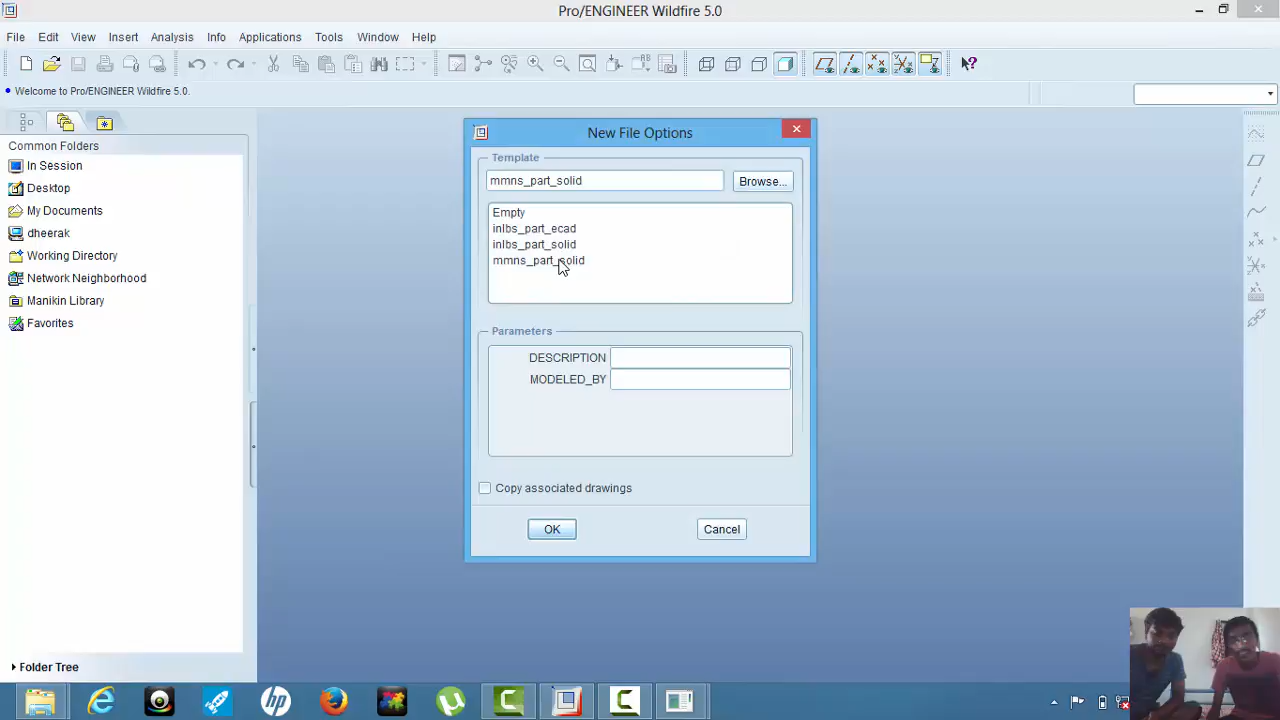 Pro/ENGINEER Wildfire 5.0
File Edit View Insert Analysis Info Applications Tools Window Help
Welcome to Pro/ENGINEER Wildfire 5.0.
Common Folders
In Session
Desktop
My Documents
dheerak
Working Directory
Network Neighborhood
Manikin Library
Favorites
Folder Tree
New File Options
Template
mmns_part_solid
Browse...
Empty
inlbs_part_ecad
inlbs_part_solid
mmns_part_solid
Parameters
DESCRIPTION
MODELED_BY
Copy associated drawings
OK Cancel